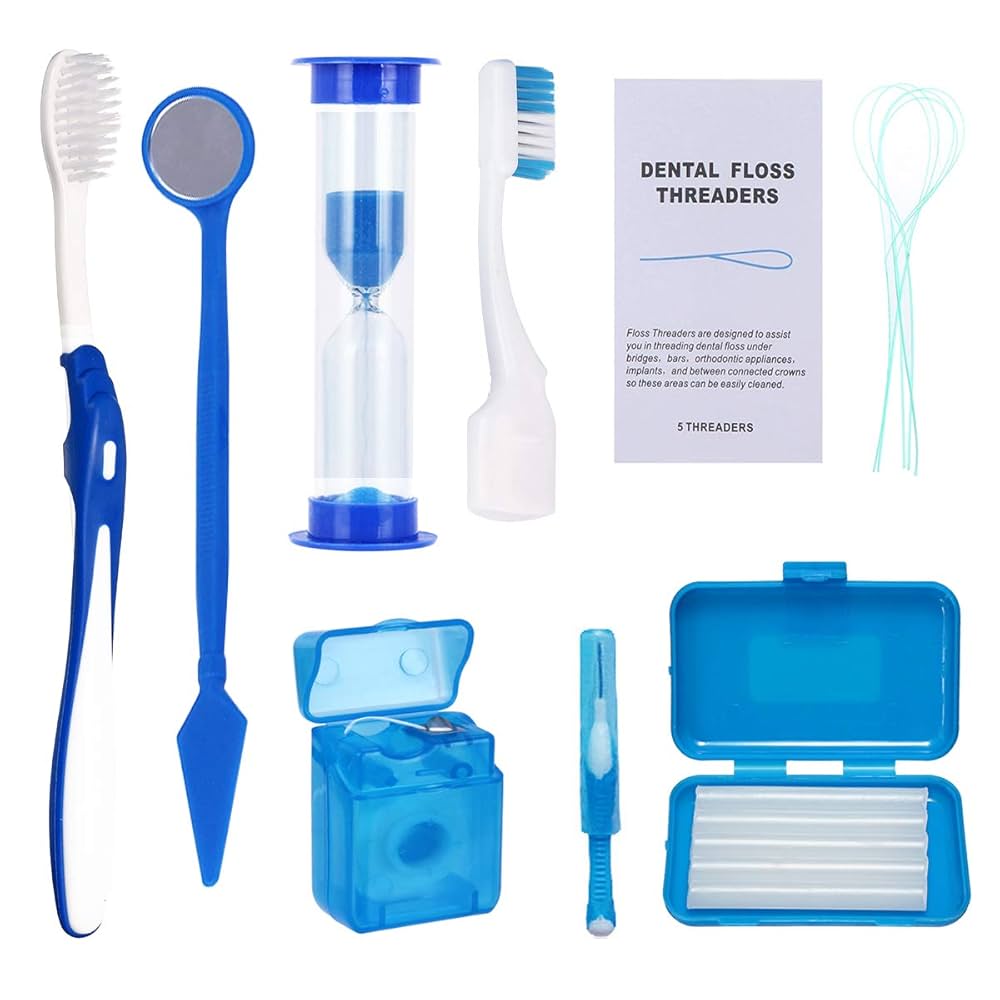 DENTAL FLOSS
THREADERS
Floss Threaders are designed to assist
you in threading dental floss under
bridges, bars, orthodontic appliances,
implants, and between connected crowns
so these areas can be easily cleaned.
5 THREADERS